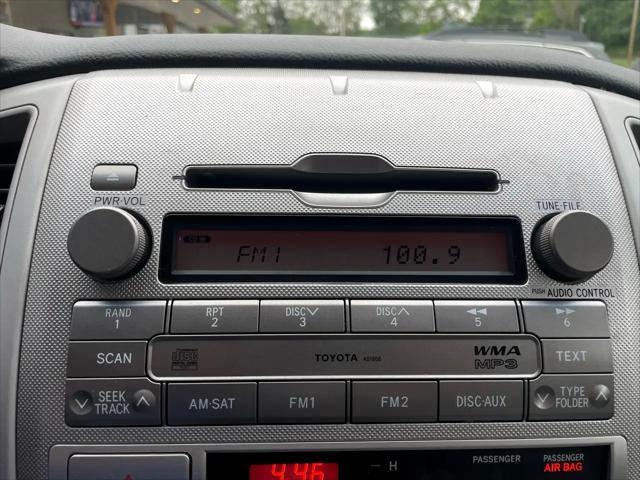 PWR·VOL
TUNE·FILE
CD IN
FM1 100.9
PUSH AUDIO CONTROL
RAND 1
RPT 2
DISC 3
DISC 4
5
6
SCAN
TOYOTA
WMA
MP3
TEXT
SEEK
TRACK
AM·SAT
FM1
FM2
DISC·AUX
TYPE
FOLDER
4:46
H
PASSENGER
PASSENGER
AIR BAG